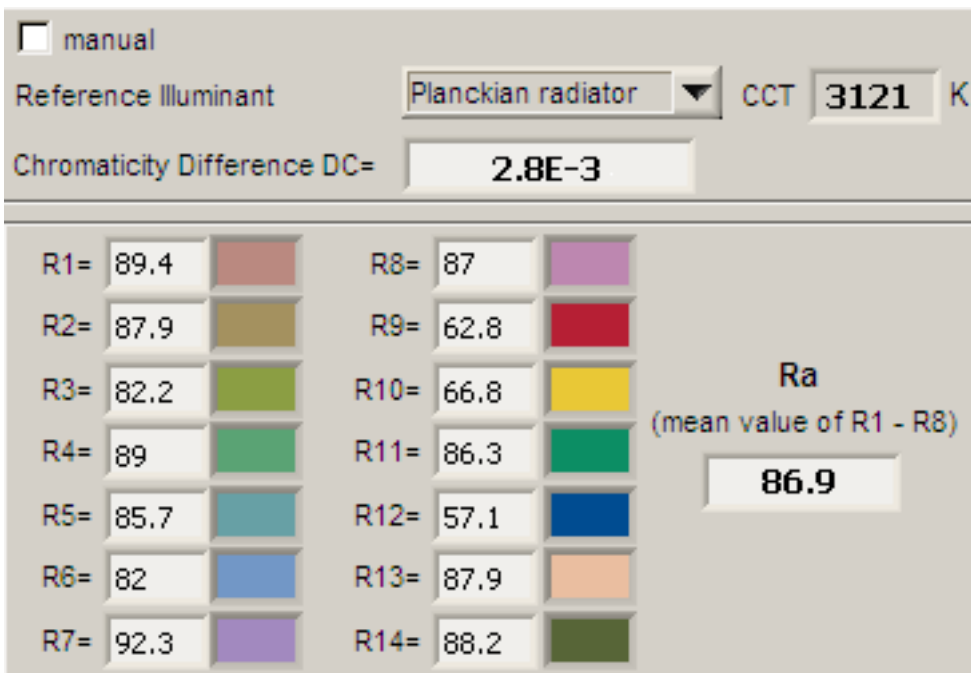 manual
Reference Illuminant Planckian radiator CCT 3121 K
Chromaticity Difference DC= 2.8E-3
R1= 89.4 R8= 87
R2= 87.9 R9= 62.8
R3= 82.2 R10= 66.8
R4= 89 R11= 86.3
R5= 85.7 R12= 57.1
R6= 82 R13= 87.9
R7= 92.3 R14= 88.2
Ra
(mean value of R1 - R8)
86.9